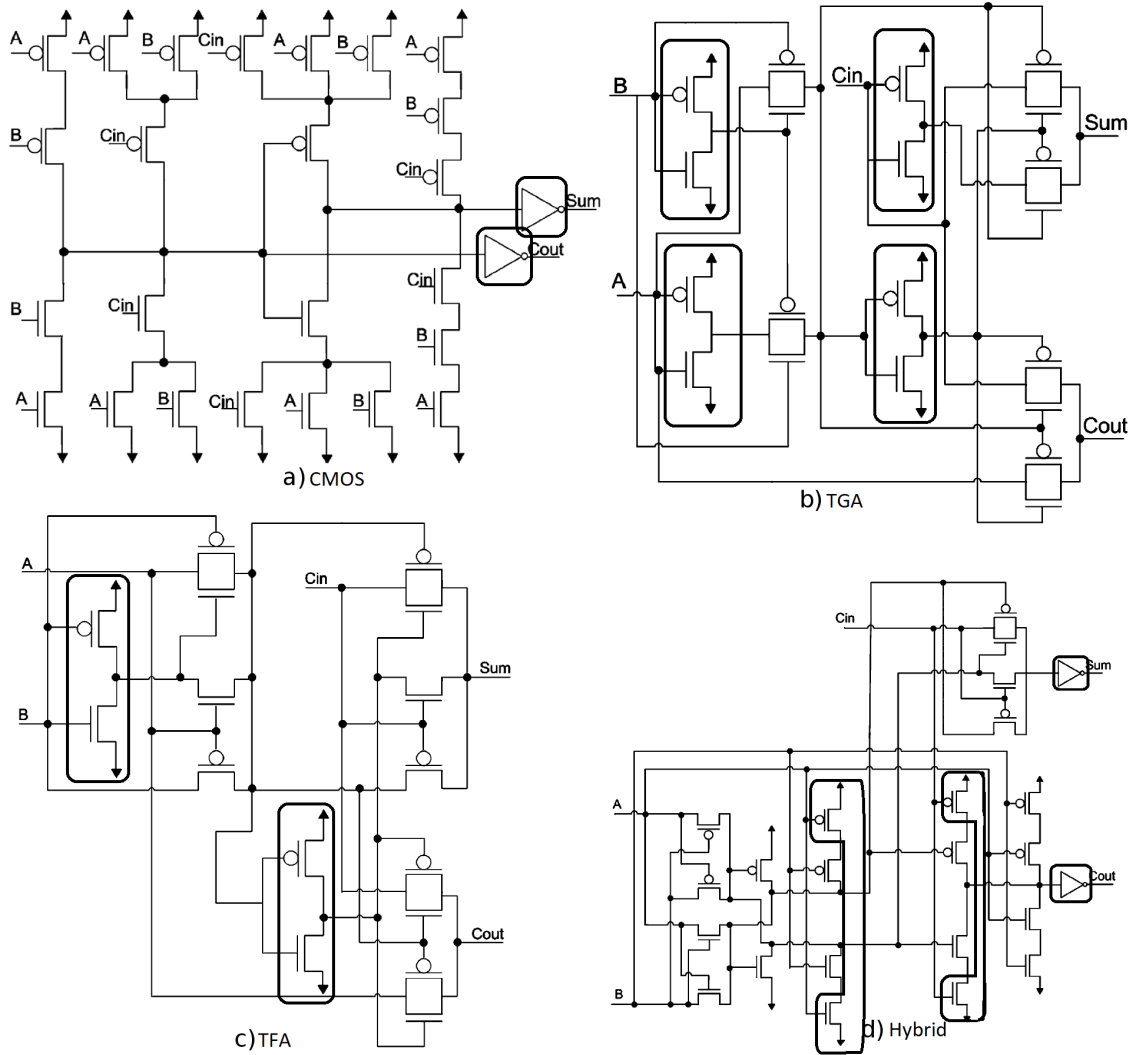 A A B Cin A B A
B Cin B
Cin
Sum
Cout
B Cin Cin
B
A A B Cin A B A
a) CMOS
B Cin Sum
A
Cout
b) TGA
A
Cin
Sum
B
Cout
c) TFA
Cin
Sum
A
Cout
B
d) Hybrid